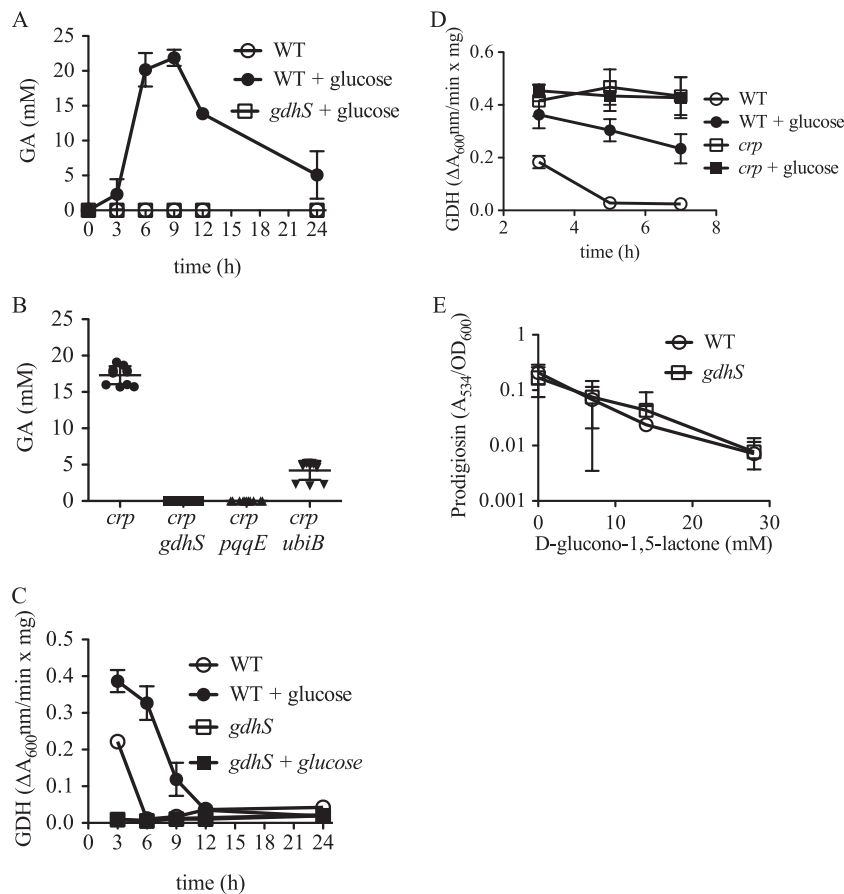 A
WT
WT + glucose
gdhS + glucose
GA (mM)
25
20
15
10
5
0
0 3 6 9 12 15 18 21 24
time (h)
B
GA (mM)
25
20
15
10
5
0
crp crp crp crp
gdhS pqqE ubiB
C
GDH (ΔA600nm/min x mg)
0.5
0.4
0.3
0.2
0.1
0.0
WT
WT + glucose
gdhS
gdhS + glucose
0 3 6 9 12 15 18 21 24
time (h)
D
GDH (ΔA600nm/min x mg)
0.6
0.4
0.2
0.0
WT
WT + glucose
crp
crp + glucose
2 4 6 8
time (h)
E
Prodigiosin (A534/OD600)
1
0.1
0.01
0.001
WT
gdhS
0 10 20 30
D-glucono-1,5-lactone (mM)